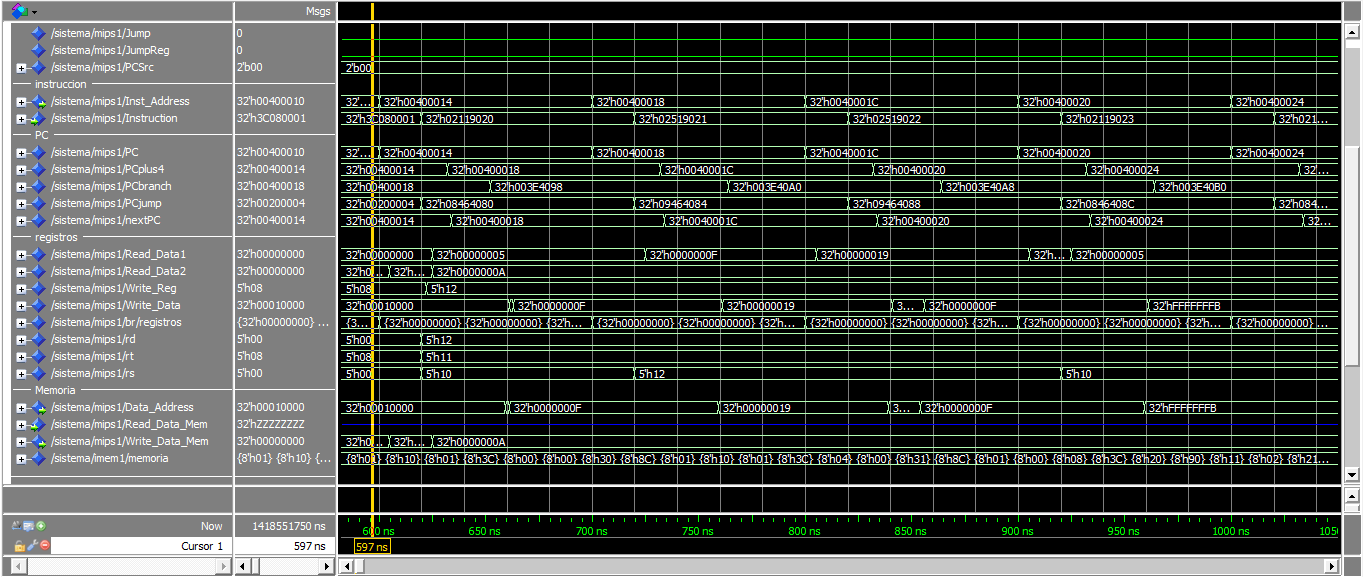 Msgs
/sistema/mips1/Jump 0
/sistema/mips1/JumpReg 0
/sistema/mips1/PCSrc 2'b00 2'b00
instruccion
/sistema/mips1/Inst_Address 32'h00400010 32'... 32'h00400014 32'h00400018 32'h0040001C 32'h00400020 32'h00400024
/sistema/mips1/Instruction 32'h3C080001 32'h3C080001 32'h02119020 32'h02519021 32'h02519022 32'h02119023 32'h021...
PC
/sistema/mips1/PC 32'h00400010 32'... 32'h00400014 32'h00400018 32'h0040001C 32'h00400020 32'h00400024
/sistema/mips1/PCplus4 32'h00400014 32'h00400014 32'h00400018 32'h0040001C 32'h00400020 32'h00400024 32'...
/sistema/mips1/PCbranch 32'h00400018 32'h00400018 32'h003E4098 32'h003E40A0 32'h003E40A8 32'h003E40B0
/sistema/mips1/PCjump 32'h00200004 32'h00200004 32'h08464080 32'h09464084 32'h09464088 32'h0846408C 32'h084...
/sistema/mips1/nextPC 32'h00400014 32'h00400014 32'h00400018 32'h0040001C 32'h00400020 32'h00400024 32'...
registros
/sistema/mips1/Read_Data1 32'h00000000 32'h00000000 32'h00000005 32'h0000000F 32'h00000019 32'h... 32'h00000005
/sistema/mips1/Read_Data2 32'h00000000 32'h0... 32'h... 32'h0000000A
/sistema/mips1/Write_Reg 5'h08 5'h08 5'h12
/sistema/mips1/Write_Data 32'h00010000 32'h00010000 32'h0000000F 32'h00000019 3... 32'h0000000F 32'hFFFFFFFB
/sistema/mips1/br/registros {32'h00000000} ... {3... {32'h00000000} {32'h00000000} {32'h... {32'h00000000} {32'h00000000} {32'h... {32'h00000000} {32'h00000000} {32'h... {32'h00000000} {32'h00000000} {32'h... {32'h00000000} ...
/sistema/mips1/rd 5'h00 5'h00 5'h12
/sistema/mips1/rt 5'h08 5'h08 5'h11
/sistema/mips1/rs 5'h00 5'h00 5'h10 5'h12 5'h10
Memoria
/sistema/mips1/Data_Address 32'h00010000 32'h00010000 32'h0000000F 32'h00000019 3... 32'h0000000F 32'hFFFFFFFB
/sistema/mips1/Read_Data_Mem 32'hZZZZZZZZ
/sistema/mips1/Write_Data_Mem 32'h00000000 32'h0... 32'h... 32'h0000000A
/sistema/imem1/memoria {8'h01} {8'h10} {... {8'h01} {8'h10} {8'h01} {8'h3C} {8'h00} {8'h00} {8'h30} {8'h8C} {8'h01} {8'h10} {8'h01} {8'h3C} {8'h04} {8'h00} {8'h31} {8'h8C} {8'h01} {8'h00} {8'h08} {8'h3C} {8'h20} {8'h90} {8'h11} {8'h02} {8'h21...
Now 1418551750 ns 600 ns 650 ns 700 ns 750 ns 800 ns 850 ns 900 ns 950 ns 1000 ns 1050
Cursor 1 597 ns 597 ns